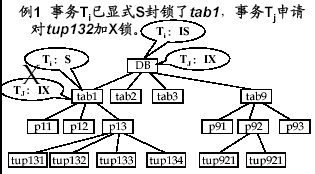 例1 事务Ti已显式S封锁了tab1，事务Tj申请
对tup132加X锁。
Ti：IS
Ti：S
DB
TJ：IX
TJ：IX
tab1 tab2 tab3 tab9
p11 p12 p13 p91 p92 p93
tup131 tup132 tup133 tup134 tup921 tup921